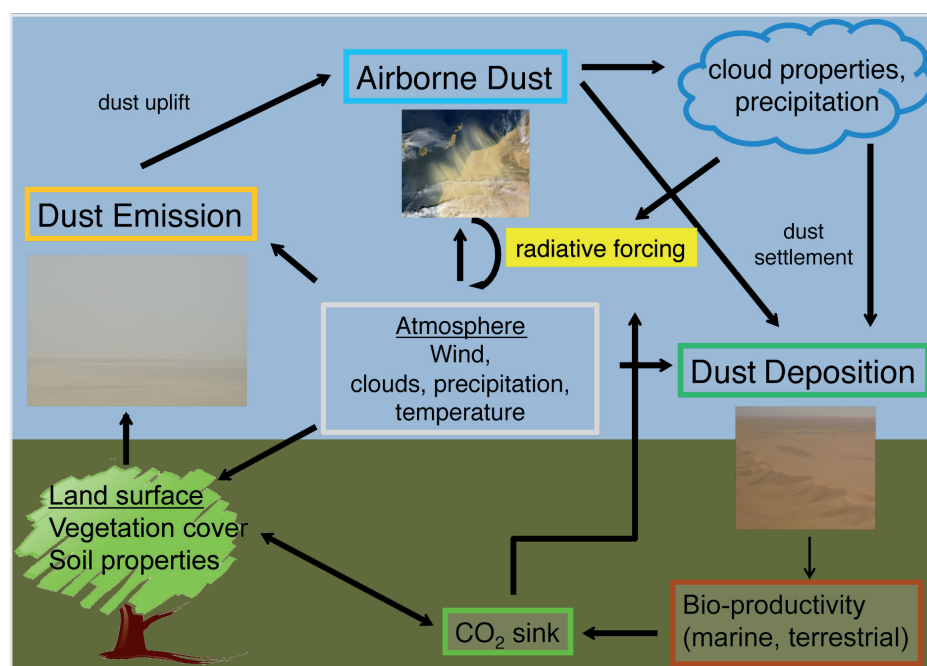 Airborne Dust
cloud properties,
precipitation
dust uplift
Dust Emission
radiative forcing
dust
settlement
Atmosphere
Wind,
clouds, precipitation,
temperature
Dust Deposition
Land surface
Vegetation cover
Soil properties
CO₂ sink
Bio-productivity
(marine, terrestrial)